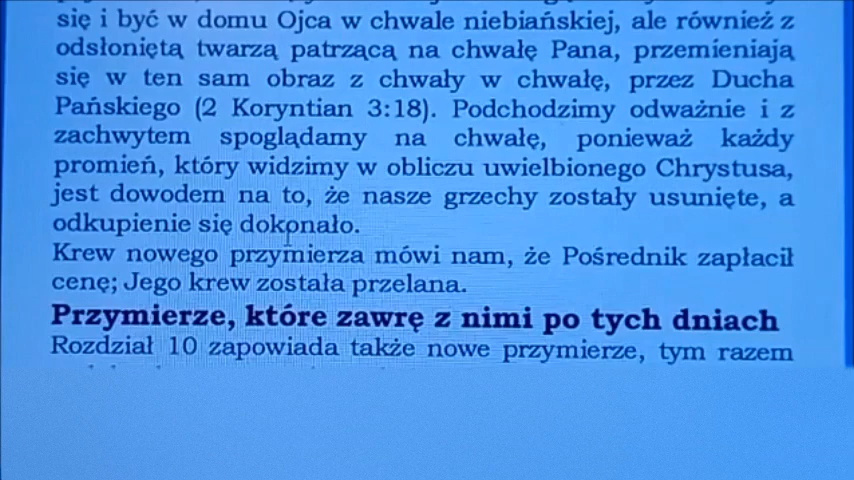 się i być w domu Ojca w chwale niebiańskiej, ale również z
odsłoniętą twarzą patrzącą na chwałę Pana, przemieniają
się w ten sam obraz z chwały w chwałę, przez Ducha
Pańskiego (2 Koryntian 3:18). Podchodzimy odważnie i z
zachwytem spoglądamy na chwałę, ponieważ każdy
promień, który widzimy w obliczu uwielbionego Chrystusa,
jest dowodem na to, że nasze grzechy zostały usunięte, a
odkupienie się dokonało.
Krew nowego przymierza mówi nam, że Pośrednik zapłacił
cenę; Jego krew została przelana.
Przymierze, które zawrę z nimi po tych dniach
Rozdział 10 zapowiada także nowe przymierze, tym razem